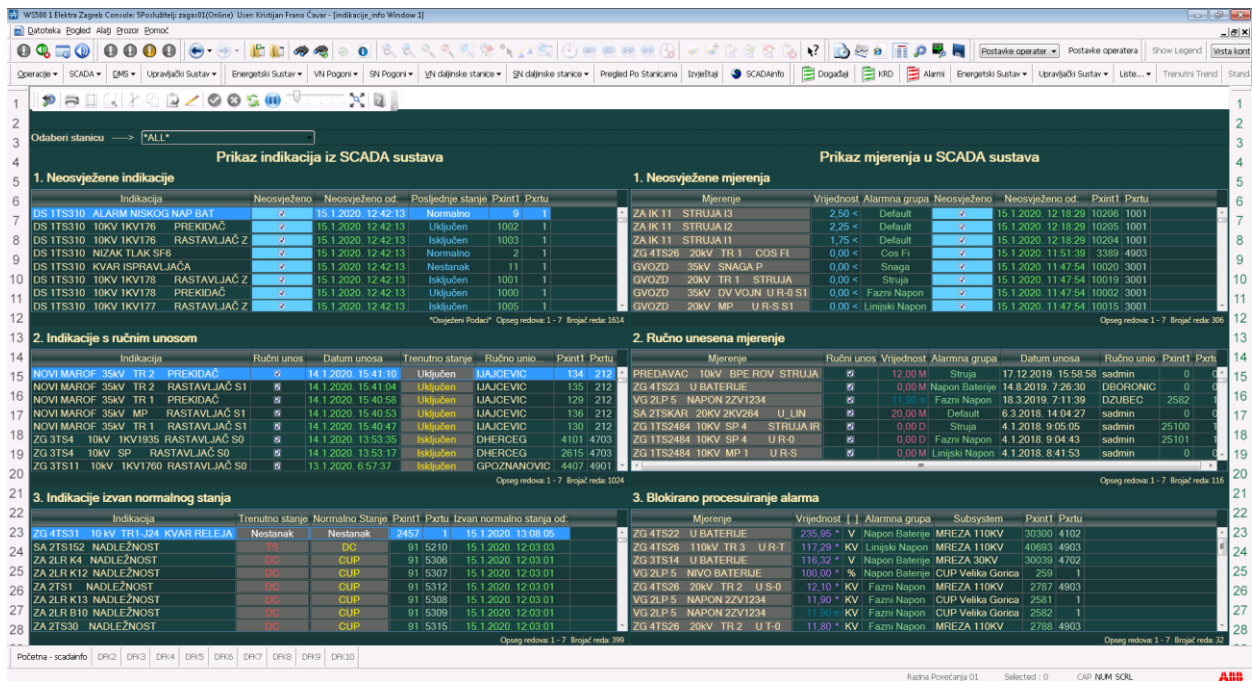 WS500 1 Elektra Zagreb Console: 5Poslužitelj: zagas01(Online) User: Kristijan Frano Čavar - [indikacije_info Window 1]
Datoteka Pogled Alati Prozor Pomoć
Postavke operater Postavke operatera Show Legend Vrsta kont
Operacije SCADA DMS Upravljački Sustav Energetski Sustav VN Pogoni SN Pogoni VN daljinske stanice SN daljinske stanice Pregled Po Stanicama Izvještaji SCADAinfo Događaji KRD Alarmi Energetski Sustav Upravljački Sustav Liste... Trenutni Trend Stand
Odaberi stanicu -----> *ALL*
Prikaz indikacija iz SCADA sustava
1. Neosvježene indikacije
Indikacija Neosvježeno Neosvježeno od: Posljednje stanje Pxint1 Pxrtu
DS 1TS310 ALARM NISKOG NAP BAT 15.1.2020. 12:42:13 Normalno 9 1
DS 1TS310 10KV 1KV176 PREKIDAČ 15.1.2020. 12:42:13 Uključen 1002 1
DS 1TS310 10KV 1KV176 RASTAVLJAČ Z 15.1.2020. 12:42:13 Isključen 1003 1
DS 1TS310 NIZAK TLAK SF6 15.1.2020. 12:42:13 Normalno 2 1
DS 1TS310 KVAR ISPRAVLJAČA 15.1.2020. 12:42:13 Nestanak 11 1
DS 1TS310 10KV 1KV178 RASTAVLJAČ Z 15.1.2020. 12:42:13 Isključen 1001 1
DS 1TS310 10KV 1KV178 PREKIDAČ 15.1.2020. 12:42:13 Uključen 1000 1
DS 1TS310 10KV 1KV177 RASTAVLJAČ Z 15.1.2020. 12:42:13 Isključen 1005 1
*Osvježeni Podaci* Opseg redova: 1 - 7 Brojač reda: 1614
2. Indikacije s ručnim unosom
Indikacija Ručni unos Datum unosa Trenutno stanje Ručno unio... Pxint1 Pxrtu
NOVI MAROF 35kV TR 2 PREKIDAČ 14.1.2020. 15:41:10 Uključen IJAJCEVIC 134 212
NOVI MAROF 35kV TR 2 RASTAVLJAČ S1 14.1.2020. 15:41:04 Uključen IJAJCEVIC 135 212
NOVI MAROF 35kV TR 1 PREKIDAČ 14.1.2020. 15:40:58 Uključen IJAJCEVIC 129 212
NOVI MAROF 35kV MP RASTAVLJAČ S1 14.1.2020. 15:40:53 Uključen IJAJCEVIC 136 212
NOVI MAROF 35kV TR 1 RASTAVLJAČ S1 14.1.2020. 15:40:47 Uključen IJAJCEVIC 130 212
ZG 3TS4 10kV 1KV1935 RASTAVLJAČ S0 14.1.2020. 13:53:35 Isključen DHERCEG 4101 4703
ZG 3TS4 10kV SP RASTAVLJAČ S0 14.1.2020. 13:53:17 Isključen DHERCEG 2615 4703
ZG 3TS11 10kV 1KV1760 RASTAVLJAČ S0 13.1.2020. 6:57:37 Isključen GPOZNANOVIC 4407 4901
Opseg redova: 1 - 7 Brojač reda: 1024
3. Indikacije izvan normalnog stanja
Indikacija Trenutno stanje Normalno Stanje Pxint1 Pxrtu Izvan normalno stanja od:
ZG 4TS31 10 kV TR1-J24 KVAR RELEJA Nestanak Nestanak 2457 1 15.1.2020. 13:08:05
SA 2TS152 NADLEŽNOST TS DC 91 5210 15.1.2020. 12:03:03
ZA 2LR K4 NADLEŽNOST DC CUP 91 5306 15.1.2020. 12:03:01
ZA 2LR K12 NADLEŽNOST DC CUP 91 5307 15.1.2020. 12:03:01
ZA 2TS1 NADLEŽNOST DC CUP 91 5312 15.1.2020. 12:03:01
ZA 2LR K13 NADLEŽNOST DC CUP 91 5308 15.1.2020. 12:03:01
ZA 2LR B10 NADLEŽNOST DC CUP 91 5309 15.1.2020. 12:03:01
ZA 2TS30 NADLEŽNOST DC CUP 91 5315 15.1.2020. 12:03:01
Opseg redova: 1 - 7 Brojač reda: 399
Prikaz mjerenja u SCADA sustava
1. Neosvježene mjerenja
Mjerenje Vrijednost Alarmna grupa Neosvježeno Neosvježeno od: Pxint1 Pxrtu
ZA IK 11 STRUJA I3 2,50 < Default 15.1.2020. 12:18:29 10206 1001
ZA IK 11 STRUJA I2 2,25 < Default 15.1.2020. 12:18:29 10205 1001
ZA IK 11 STRUJA I1 1,75 < Default 15.1.2020. 12:18:29 10204 1001
ZG 4TS26 20kV TR 1 COS FI 0,00 < Cos Fi 15.1.2020. 11:51:39 3389 4903
GVOZD 35kV SNAGA P 0,00 < Snaga 15.1.2020. 11:47:54 10020 3001
GVOZD 20kV TR 1 STRUJA 0,00 < Struja 15.1.2020. 11:47:54 10019 3001
GVOZD 35KV DV VOJN U R-0 S1 0,00 < Fazni Napon 15.1.2020. 11:47:54 10002 3001
GVOZD 20kV MP U R-S S1 0,00 < Linijski Napon 15.1.2020. 11:47:54 10015 3001
Opseg redova: 1 - 7 Brojač reda: 306
2. Ručno unesena mjerenje
Mjerenje Ručni unos Vrijednost Alarmna grupa Datum unosa Ručno unio Pxint1 Pxrtu
PREDAVAC 10kV BPE ROV STRUJA 12,00 M Struja 17.12.2019. 15:58:58 sadmin 0 0
ZG 4TS23 U BATERIJE 0,00 M Napon Baterije 14.8.2019. 7:26:30 DBORONIC 0 0
VG 2LP 5 NAPON 2ZV1234 11,90 m Fazni Napon 18.3.2019. 7:11:39 DZUBEC 2582 1
SA 2TSKAR 20KV 2KV264 U_LIN 20,00 M Default 6.3.2018. 14:04:27 sadmin 0 0
ZG 1TS2484 10KV SP 4 STRUJA IR 0,00 D Struja 4.1.2018. 9:05:05 sadmin 25100 1
ZG 1TS2484 10KV SP 4 U R-0 0,00 D Fazni Napon 4.1.2018. 9:04:43 sadmin 25101 1
ZG 1TS2484 10KV MP 1 U R-S 0,00 M Linijski Napon 4.1.2018. 8:41:53 sadmin 0 0
Opseg redova: 1 - 7 Brojač reda: 116
3. Blokirano procesuiranje alarma
Mjerenje Vrijednost [ ] Alarmna grupa Subsystem Pxint1 Pxrtu
ZG 4TS22 U BATERIJE 235,95 * V Napon Baterije MREZA 110KV 30300 4102
ZG 4TS26 110kV TR 3 U R-T 117,29 * KV Linijski Napon MREZA 110KV 40693 4903
ZG 3TS14 U BATERIJE 116,32 * V Napon Baterije MREZA 30KV 30039 4702
VG 2LP 5 NIVO BATERIJE 100,00 * % Napon Baterije CUP Velika Gorica 259 1
ZG 4TS26 20kV TR 2 U S-0 12,10 * KV Fazni Napon MREZA 110KV 2787 4903
VG 2LP 5 NAPON 2ZV1234 11,90 * KV Fazni Napon CUP Velika Gorica 2581 1
VG 2LP 5 NAPON 2ZV1234 11,90 m KV Fazni Napon CUP Velika Gorica 2582 1
ZG 4TS26 20kV TR 2 U T-0 11,80 * KV Fazni Napon MREZA 110KV 2788 4903
Opseg redova: 1 - 7 Brojač reda: 32
Početna - scadainfo DFK2 DFK3 DFK4 DFK5 DFK6 DFK7 DFK8 DFK9 DFK10
Razina Povećanja 01 Selected : 0 CAP NUM SCRL ABB